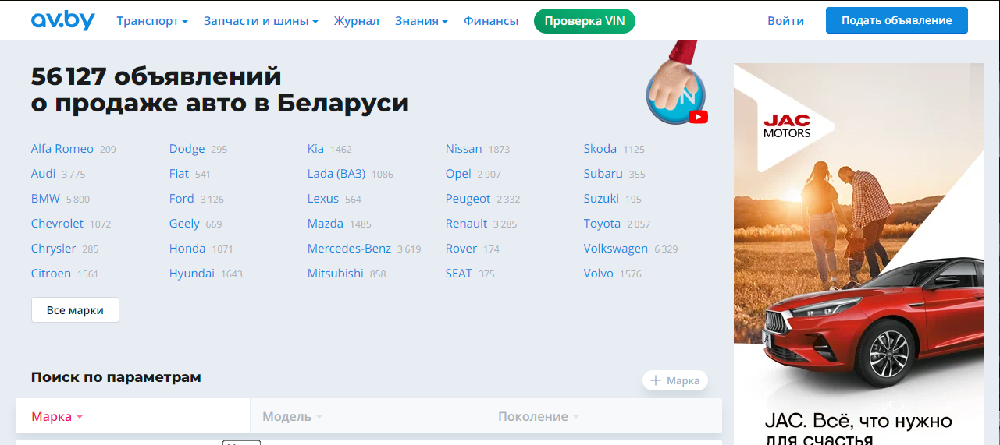 av.by Транспорт Запчасти и шины Журнал Знания Финансы Проверка VIN Войти Подать объявление
56 127 объявлений
о продаже авто в Беларуси
Alfa Romeo 209 Dodge 295 Kia 1462 Nissan 1873 Skoda 1125
Audi 3 775 Fiat 541 Lada (ВАЗ) 1086 Opel 2 907 Subaru 355
BMW 5 800 Ford 3 126 Lexus 564 Peugeot 2 332 Suzuki 195
Chevrolet 1072 Geely 669 Mazda 1485 Renault 3 285 Toyota 2 057
Chrysler 285 Honda 1071 Mercedes-Benz 3 619 Rover 174 Volkswagen 6 329
Citroen 1561 Hyundai 1643 Mitsubishi 858 SEAT 375 Volvo 1576
Все марки
Поиск по параметрам
Марка
Марка Модель Поколение
JAC
MOTORS
JAC. Всё, что нужно
для счастья